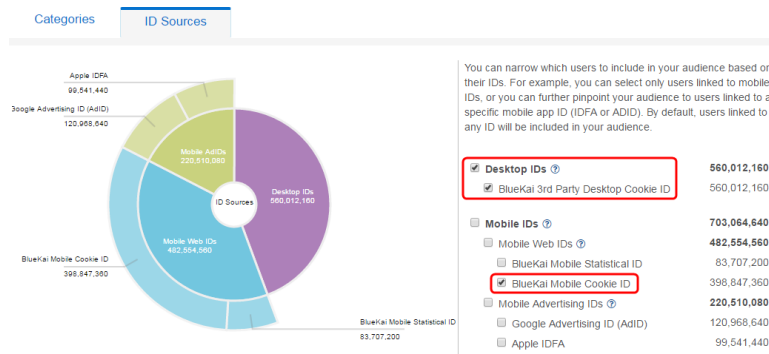 Categories
ID Sources
Apple IDFA
99,541,440
Google Advertising ID (AdID)
120,968,640
Mobile AdIDs
220,510,080
Desktop IDs
560,012,160
ID Sources
Mobile Web IDs
482,554,560
BlueKai Mobile Cookie ID
398,847,360
BlueKai Mobile Statistical ID
83,707,200
You can narrow which users to include in your audience based on
their IDs. For example, you can select only users linked to mobile
IDs, or you can further pinpoint your audience to users linked to a
specific mobile app ID (IDFA or ADID). By default, users linked to
any ID will be included in your audience.
Desktop IDs ? 560,012,160
BlueKai 3rd Party Desktop Cookie ID 560,012,160
Mobile IDs ? 703,064,640
Mobile Web IDs ? 482,554,560
BlueKai Mobile Statistical ID 83,707,200
BlueKai Mobile Cookie ID 398,847,360
Mobile Advertising IDs ? 220,510,080
Google Advertising ID (AdID) 120,968,640
Apple IDFA 99,541,440